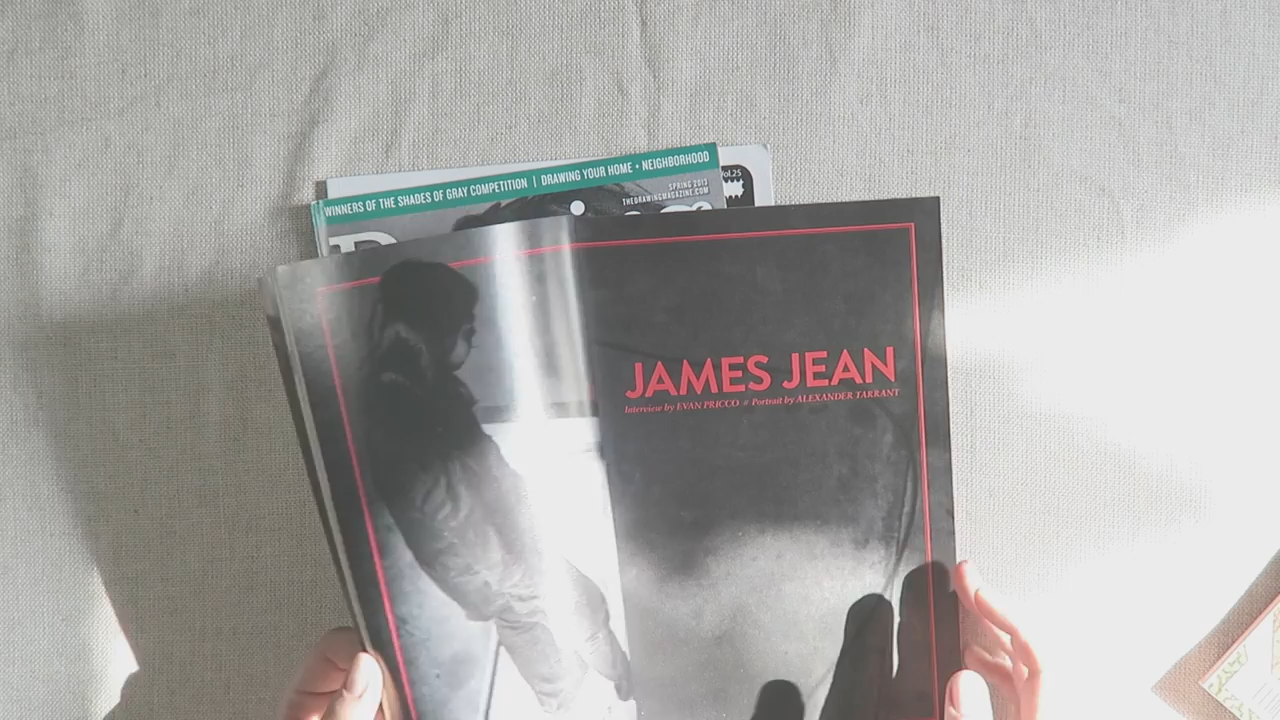 WINNERS OF THE SHADES OF GRAY COMPETITION | DRAWING YOUR HOME • NEIGHBORHOOD
Vol.25
SPRING 2013
THEDRAWINGMAGAZINE.COM
JAMES JEAN
Interview by EVAN PRICCO // Portrait by ALEXANDER TARRANT